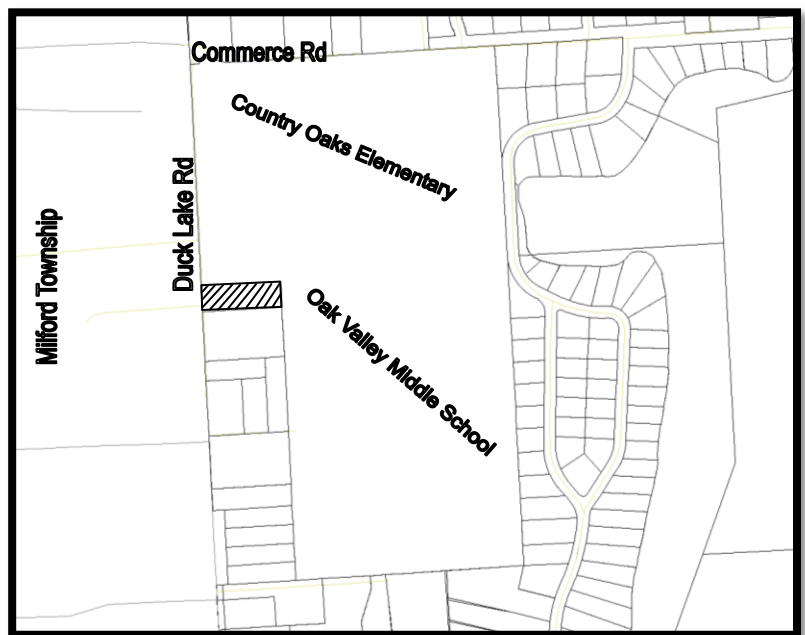 Commerce Rd
Country Oaks Elementary
Duck Lake Rd
Milford Township
Oak Valley Middle School